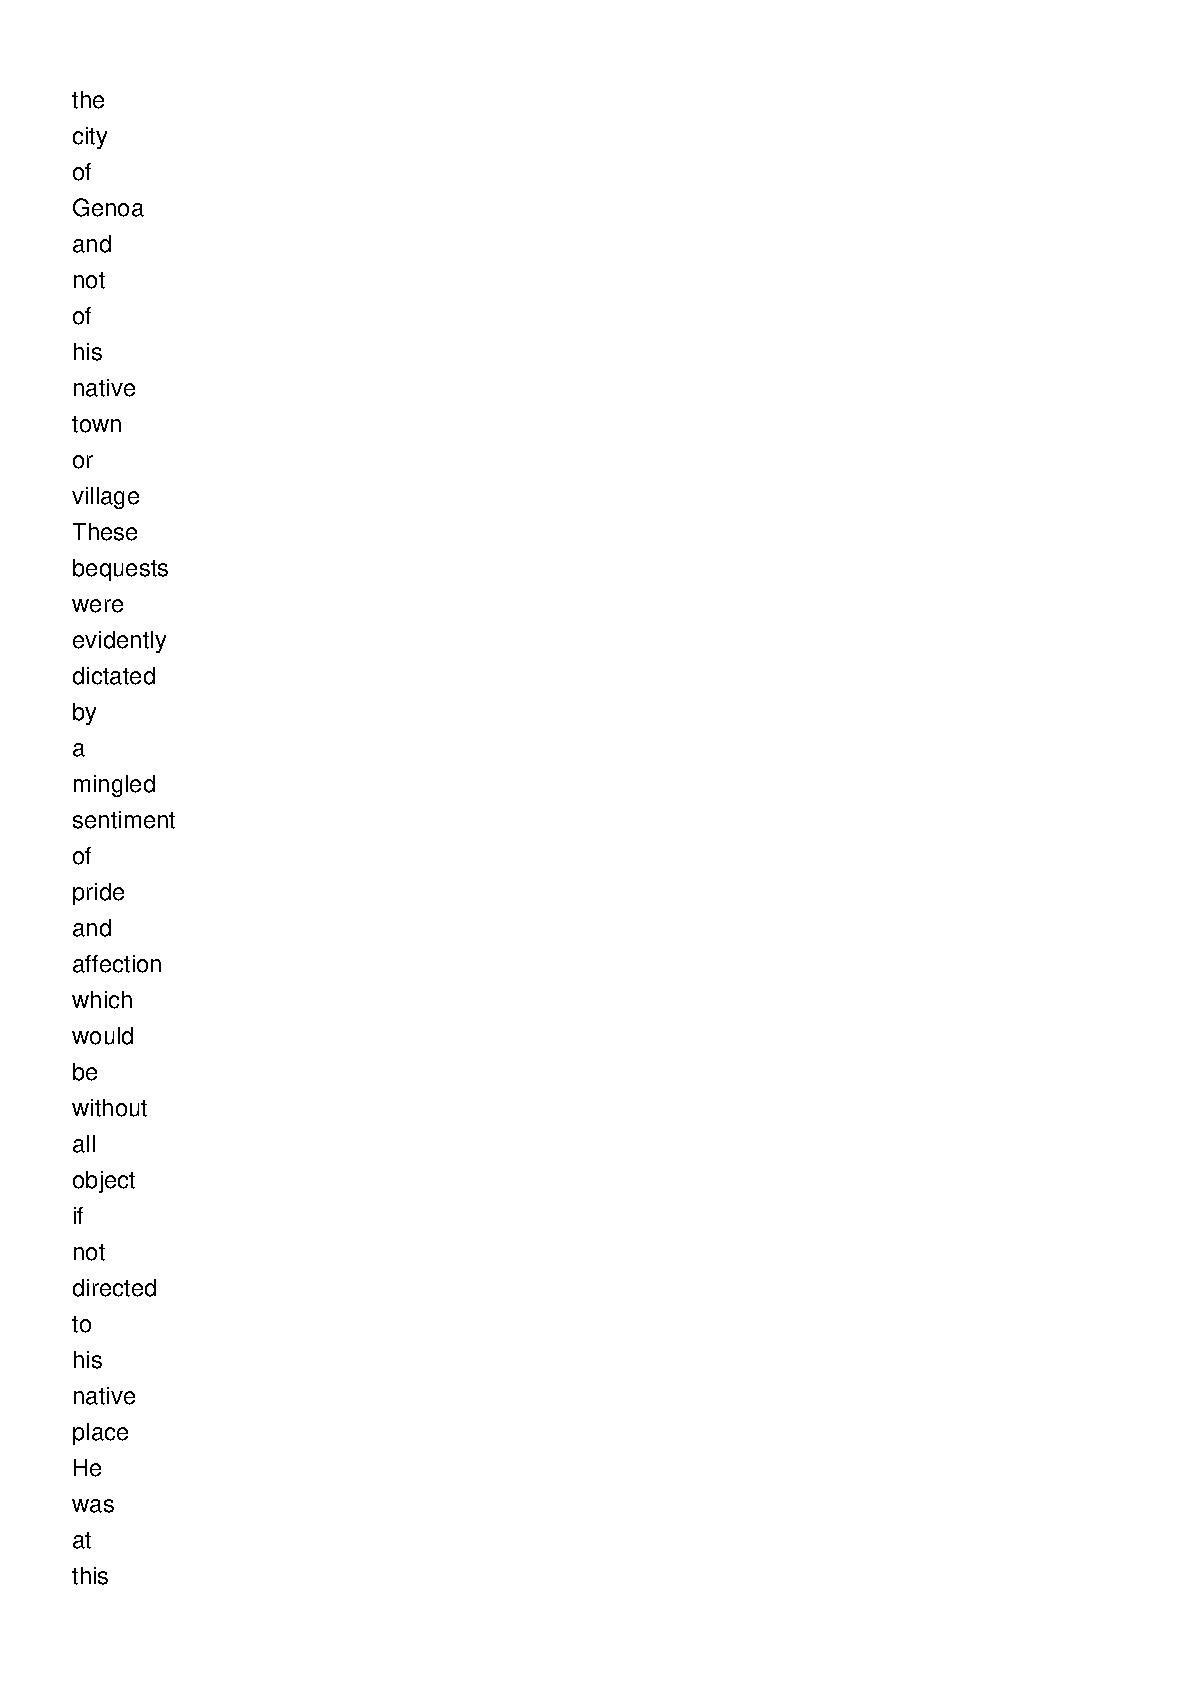 the
city
of
Genoa
and
not
of
his
native
town
or
village
These
bequests
were
evidently
dictated
by
a
mingled
sentiment
of
pride
and
affection
which
would
be
without
all
object
if
not
directed
to
his
native
place
He
was
at
this